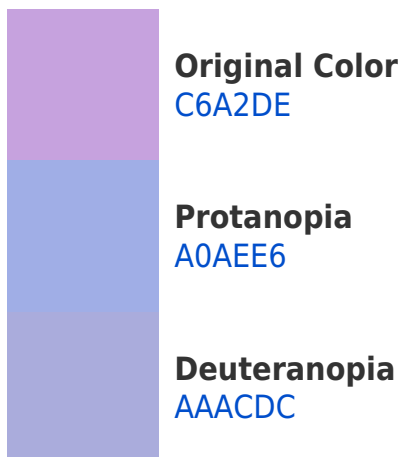 Original Color
C6A2DE
Protanopia
A0AEE6
Deuteranopia
AAACDC